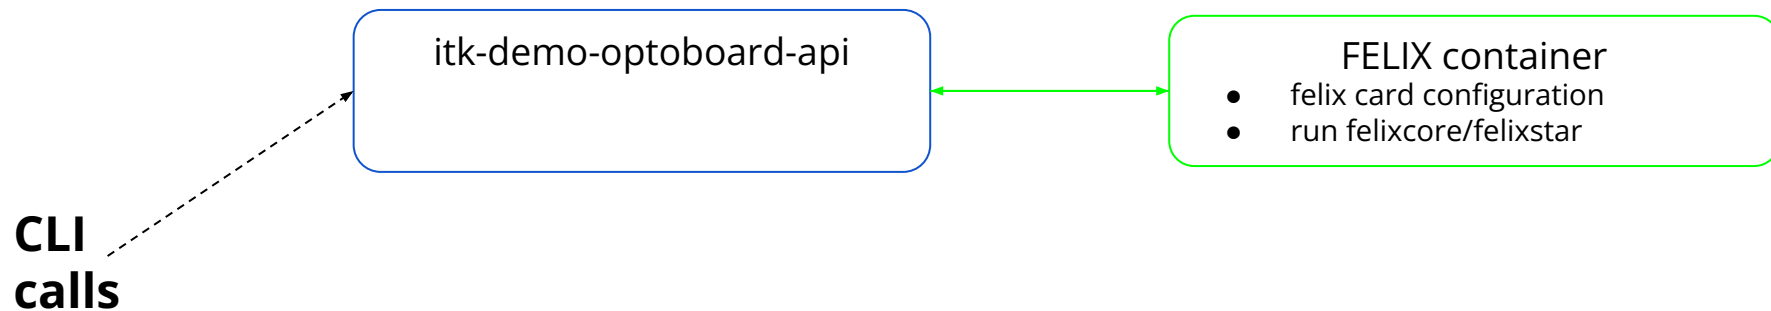 itk-demo-optoboard-api
FELIX container
● felix card configuration
● run felixcore/felixstar
CLI
calls